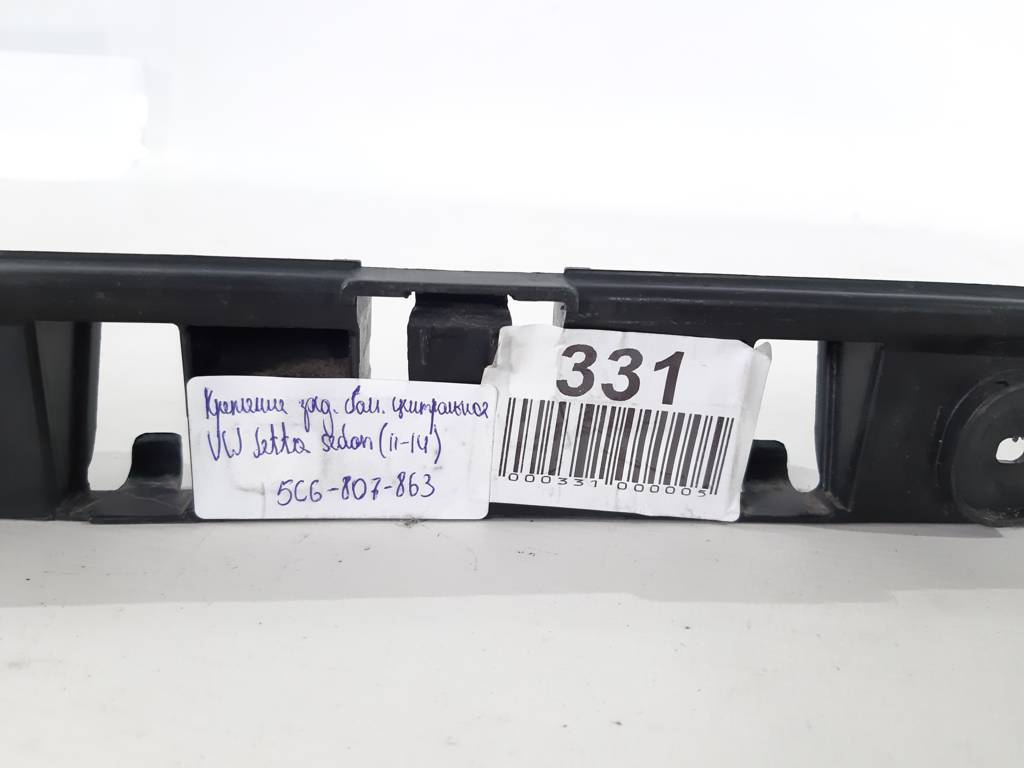 Крепление зад. бам. центральное
VW Jetta sedan (11-14)
5C6-807-863
331
000331 000005